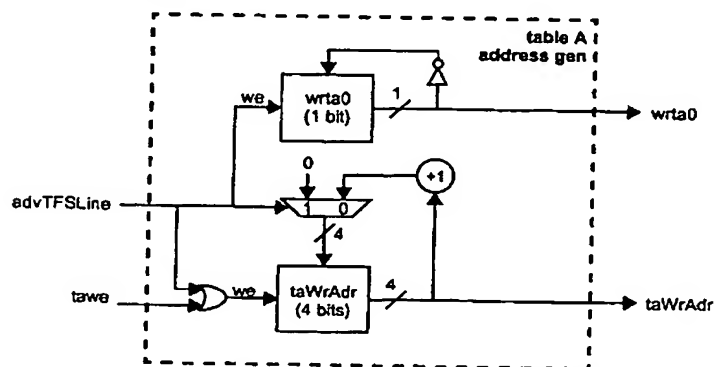 table A
address gen
we
wrta0
(1 bit)
1
wrta0
0
+1
advTFSLine
1 0
4
tawe
we
taWrAdr
(4 bits)
4
taWrAdr